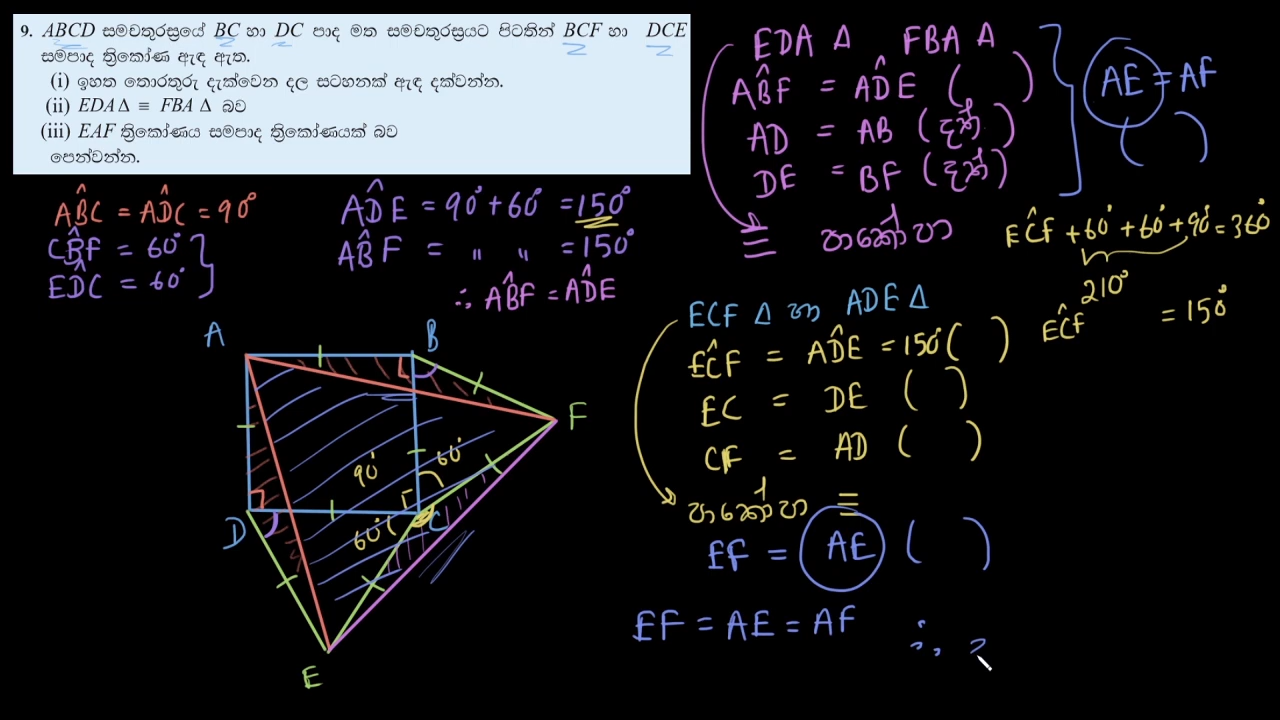 9. ABCD සමචතුරස්‍රයේ BC හා DC පාද මත සමචතුරස්‍රයට පිටතින් BCF හා DCE
සමපාද ත්‍රිකෝණ ඇඳ ඇත.
(i) ඉහත තොරතුරු දැක්වෙන දල සටහනක් ඇඳ දක්වන්න.
(ii) EDA Δ ≡ FBA Δ බව
(iii) EAF ත්‍රිකෝණය සමපාද ත්‍රිකෝණයක් බව
පෙන්වන්න.
AB̂C = AD̂C = 90°
CB̂F = 60°
ED̂C = 60°
AD̂E = 90° + 60° = 150°
AB̂F = " " = 150°
∴ AB̂F = AD̂E
EDA Δ FBA Δ
AB̂F = AD̂E ( )
AD = AB (දත්)
DE = BF (දත්)
≡ පාකෝපා
AE = AF
( )
EĈF + 60° + 60° + 90° = 360°
210°
EĈF = 150°
ECF Δ හා ADE Δ
EĈF = AD̂E = 150° ( )
EC = DE ( )
CF = AD ( )
පාකෝපා ≡
EF = AE ( )
EF = AE = AF ∴,
A B
F
90° 60°
D 60° C
E